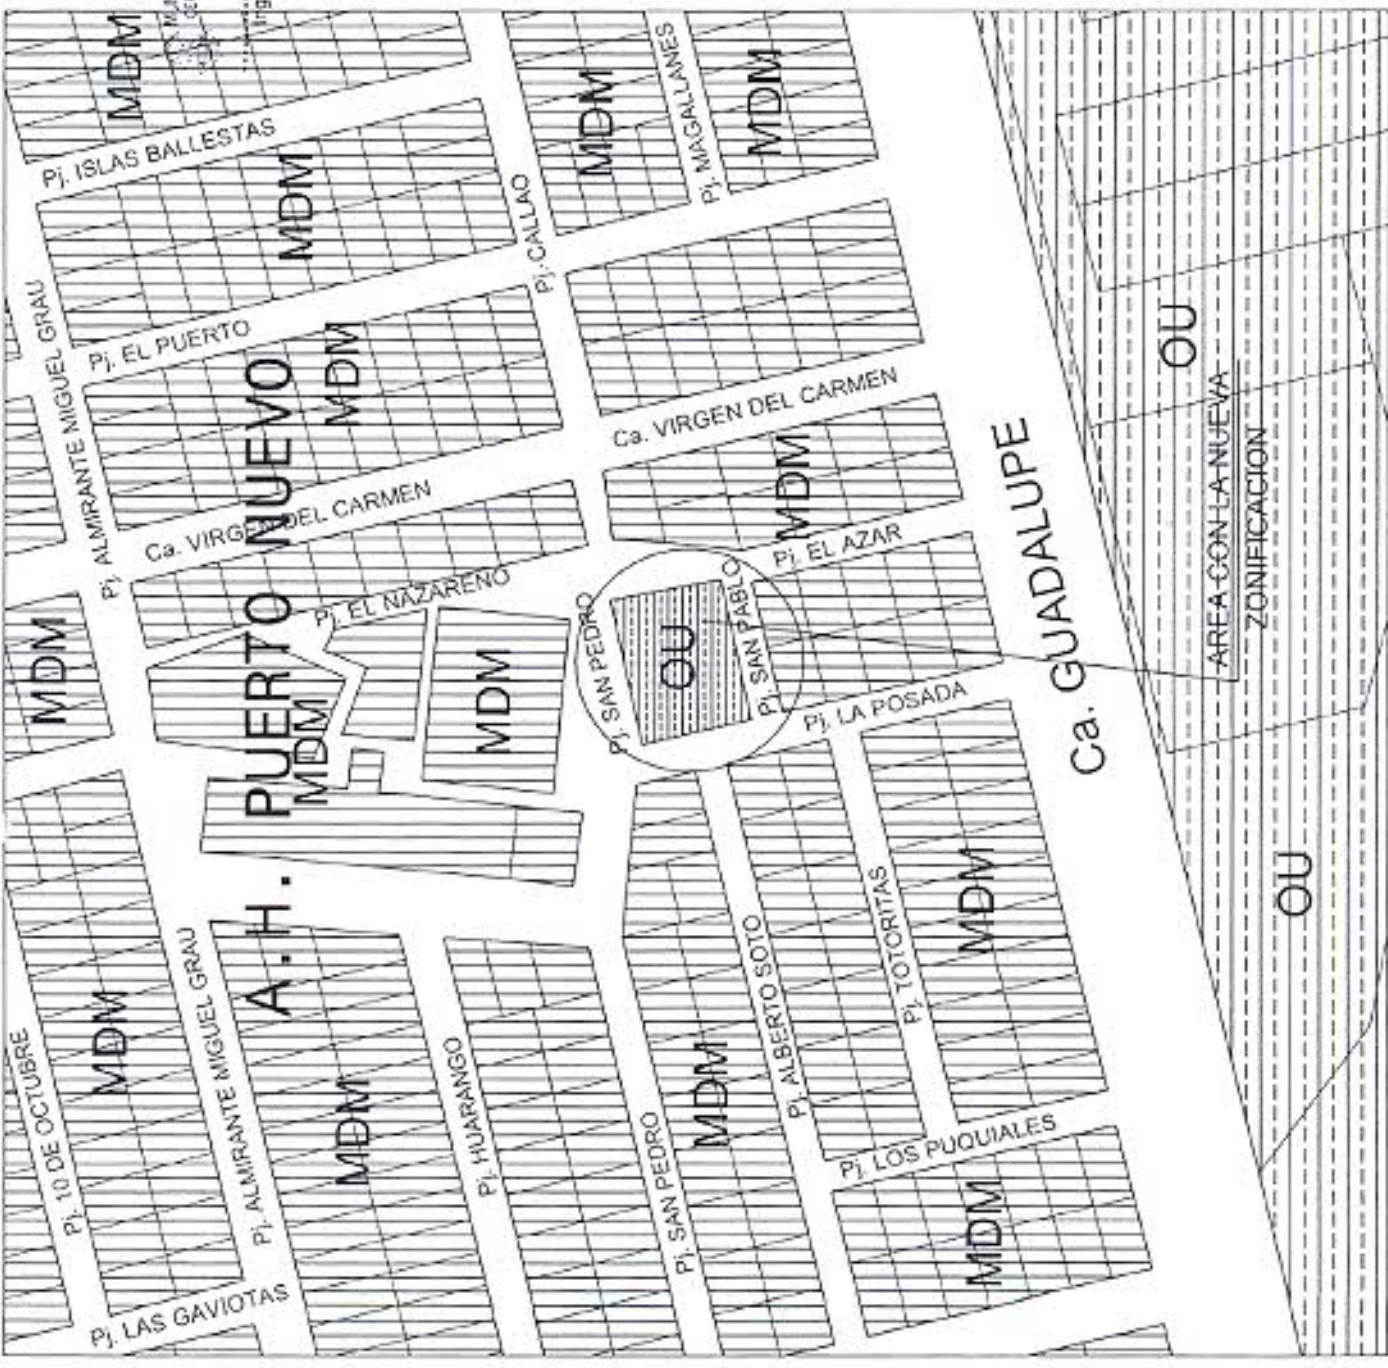 MDM
Pj. ISLAS BALLESTAS
MDM
MDM
Pj. MAGALLANES
MDM
Pj. CALLAO
Pj. ALMIRANTE MIGUEL GRAU
Pj. EL PUERTO
MDM
Ca. VIRGEN DEL CARMEN
Ca. VIRGEN DEL CARMEN
MDM
Pj. EL NAZARENO
Pj. EL AZAR
MDM
A.H. PUERTO NUEVO
MDM
MDM
Pj. SAN PEDRO
OU
Pj. SAN PABLO
Pj. LA POSADA
Ca. GUADALUPE
OU
AREA CON LA NUEVA
ZONIFICACION
OU
Pj. 10 DE OCTUBRE
MDM
Pj. ALMIRANTE MIGUEL GRAU
MDM
Pj. HUARANGO
Pj. SAN PEDRO
MDM
Pj. ALBERTO SOTO
Pj. TOTORITAS
MDM
Pj. LOS PUQUIALES
MDM
Pj. LAS GAVIOTAS